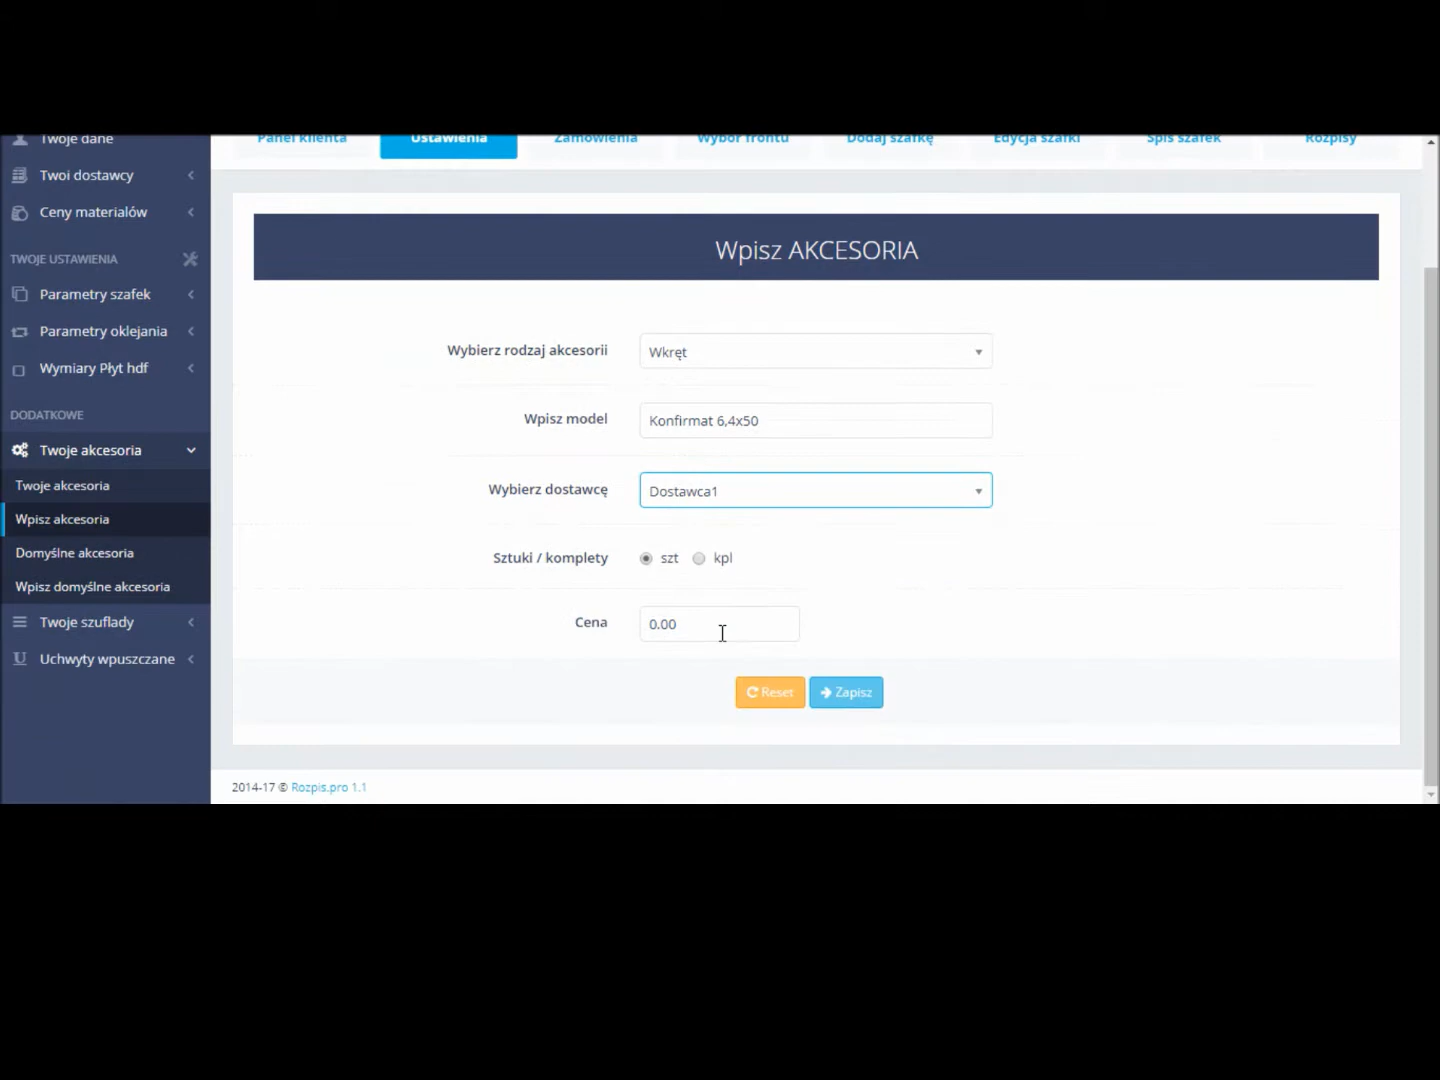 Twoje dane
Panel klienta
Ustawienia
Zamówienia
Wybór frontu
Dodaj szafkę
Edycja szafki
Spis szafek
Rozpisy
Twoi dostawcy
Ceny materialów
TWOJE USTAWIENIA
Parametry szafek
Parametry oklejania
Wymiary Płyt hdf
DODATKOWE
Twoje akcesoria
Twoje akcesoria
Wpisz akcesoria
Domyślne akcesoria
Wpisz domyślne akcesoria
Twoje szuflady
Uchwyty wpuszczane
Wpisz AKCESORIA
Wybierz rodzaj akcesorii
Wkręt
Wpisz model
Konfirmat 6,4x50
Wybierz dostawcę
Dostawca1
Sztuki / komplety
szt
kpl
Cena
0.00
Reset
Zapisz
2014-17 © Rozpis.pro 1.1